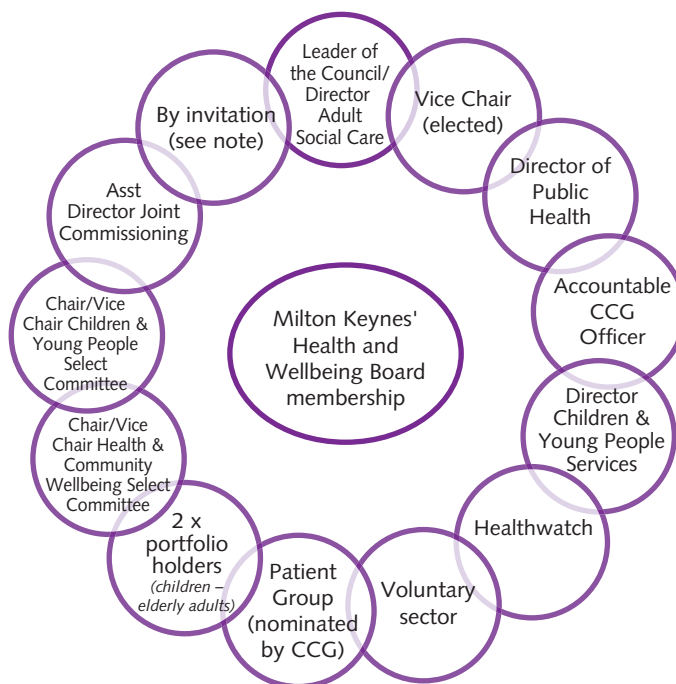 Leader of
the Council/
Director
Adult
Social Care
Vice Chair
(elected)
Director of
Public
Health
Accountable
CCG
Officer
Director
Children &
Young People
Services
Healthwatch
Voluntary
sector
Patient
Group
(nominated
by CCG)
2 x
portfolio
holders
(children –
elderly adults)
Chair/Vice
Chair Health &
Community
Wellbeing Select
Committee
Chair/Vice
Chair Children &
Young People
Select
Committee
Asst
Director Joint
Commissioning
By invitation
(see note)
Milton Keynes'
Health and
Wellbeing Board
membership